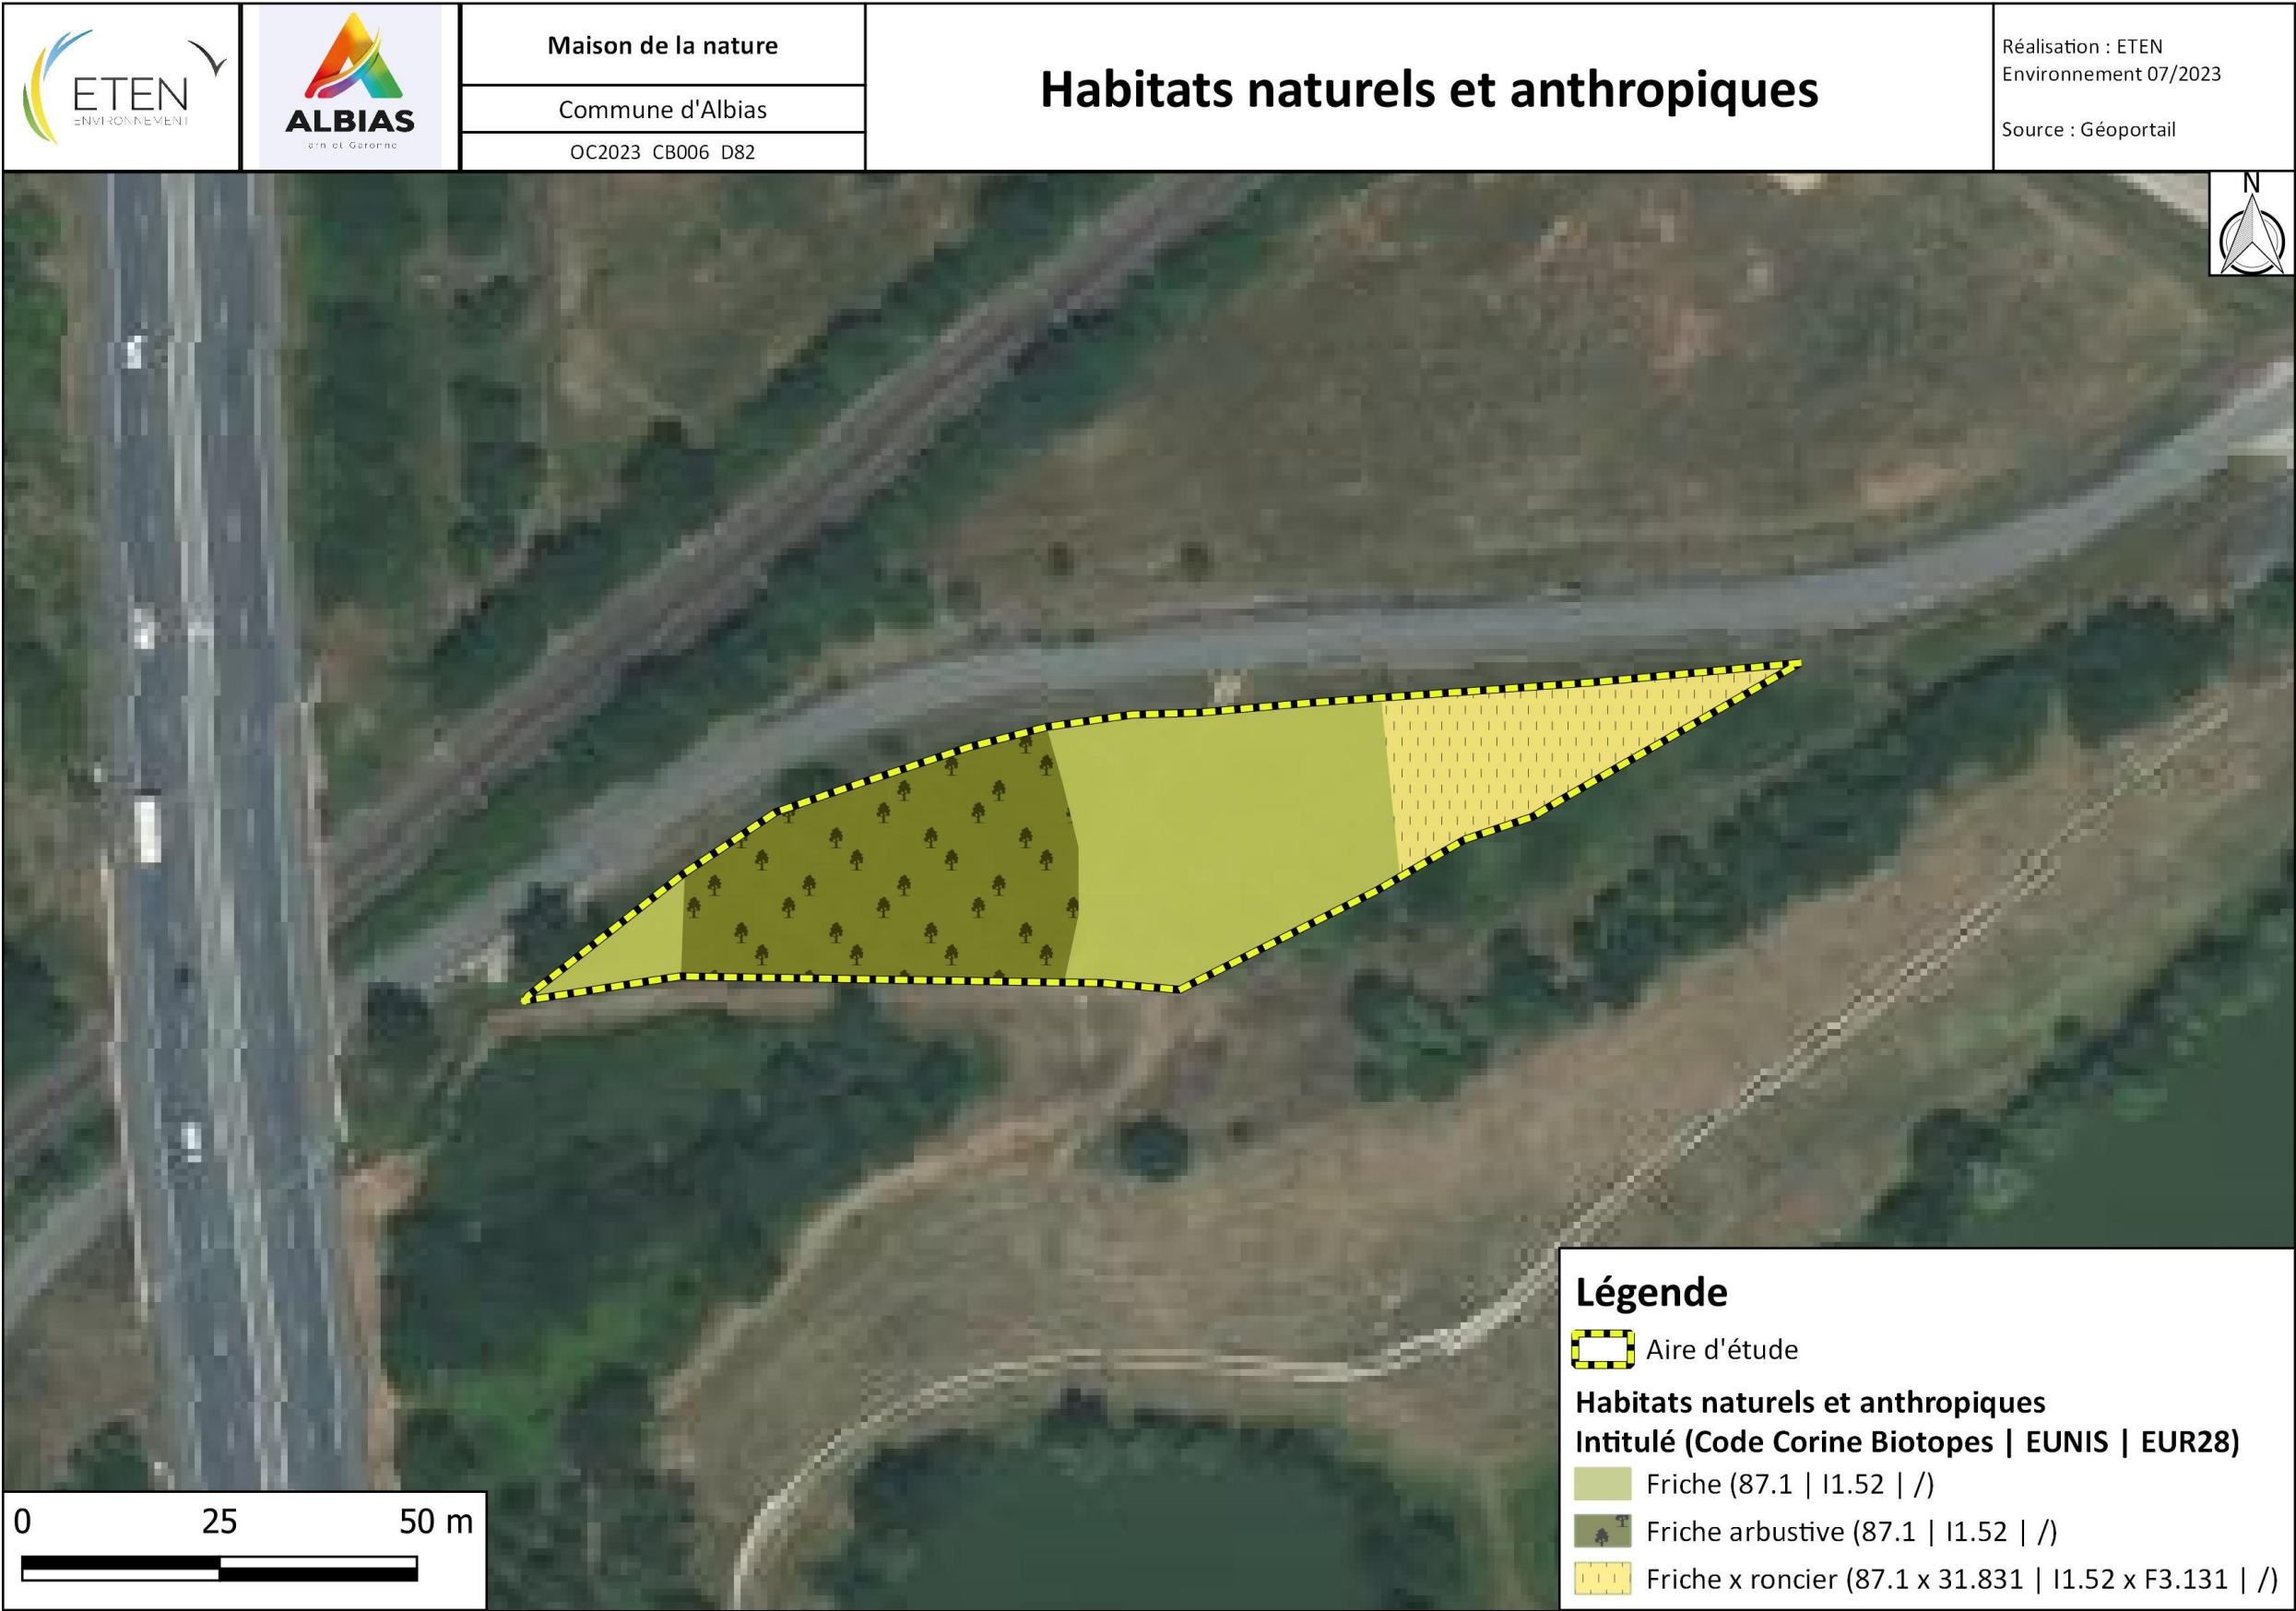 ETEN
ENVIRONNEMENT
ALBIAS
Tarn et Garonne
Maison de la nature
Commune d'Albias
OC2023 CB006 D82
Habitats naturels et anthropiques
Réalisation : ETEN
Environnement 07/2023
Source : Géoportail
N
0 25 50 m
Légende
Aire d'étude
Habitats naturels et anthropiques
Intitulé (Code Corine Biotopes | EUNIS | EUR28)
Friche (87.1 | I1.52 | /)
Friche arbustive (87.1 | I1.52 | /)
Friche x roncier (87.1 x 31.831 | I1.52 x F3.131 | /)